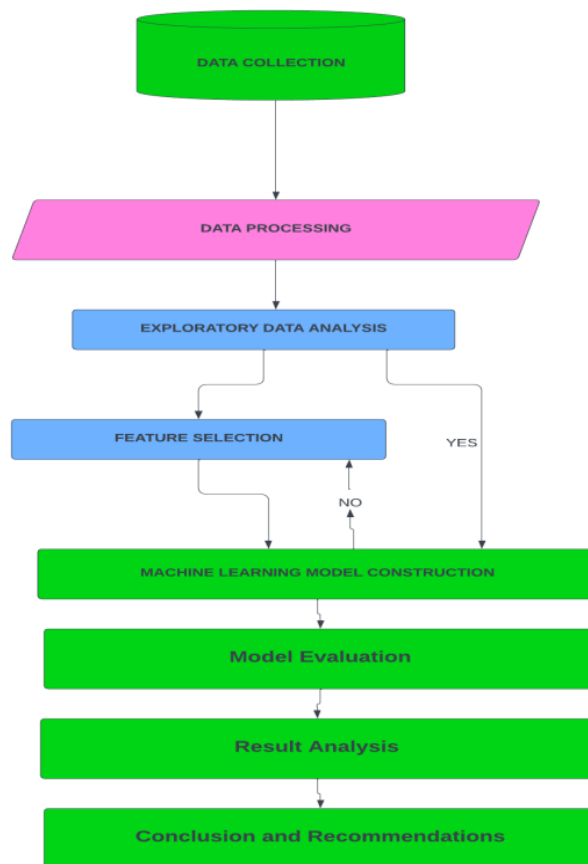 DATA COLLECTION
DATA PROCESSING
EXPLORATORY DATA ANALYSIS
FEATURE SELECTION
YES
NO
MACHINE LEARNING MODEL CONSTRUCTION
Model Evaluation
Result Analysis
Conclusion and Recommendations